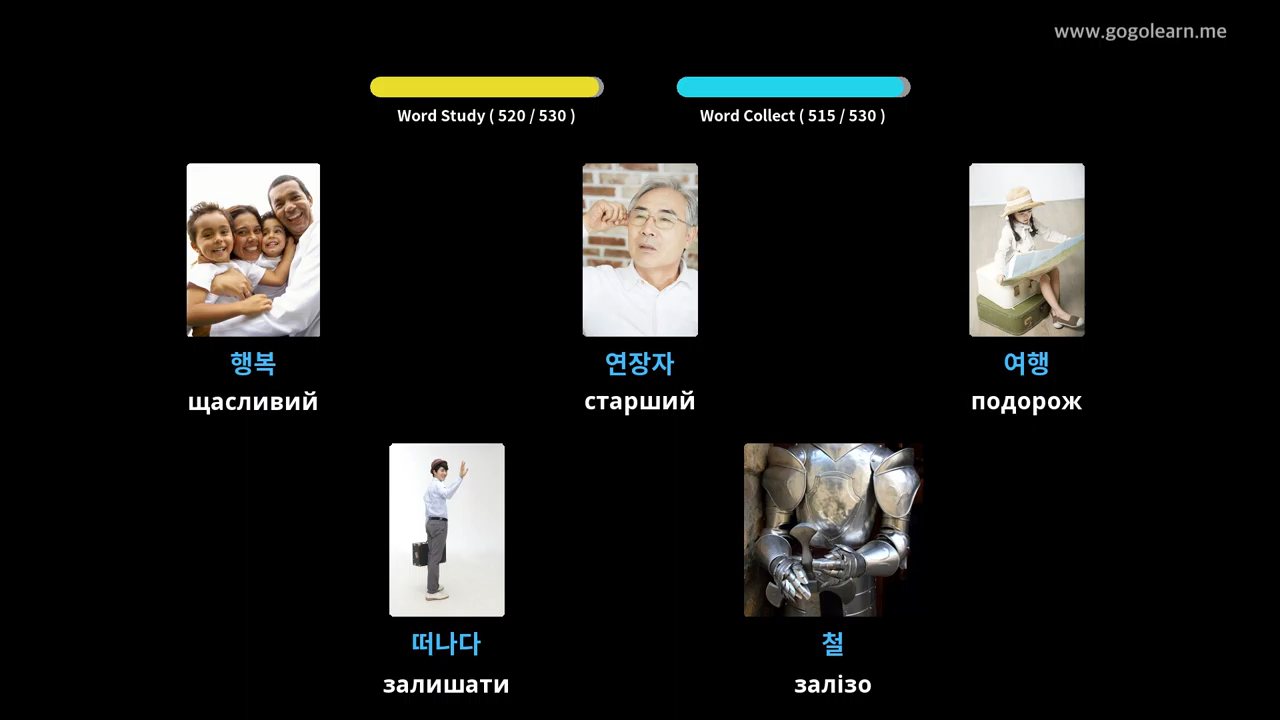 www.gogolearn.me
Word Study ( 520 / 530 )
Word Collect ( 515 / 530 )
행복
щасливий
연장자
старший
여행
подорож
떠나다
залишати
철
залізо